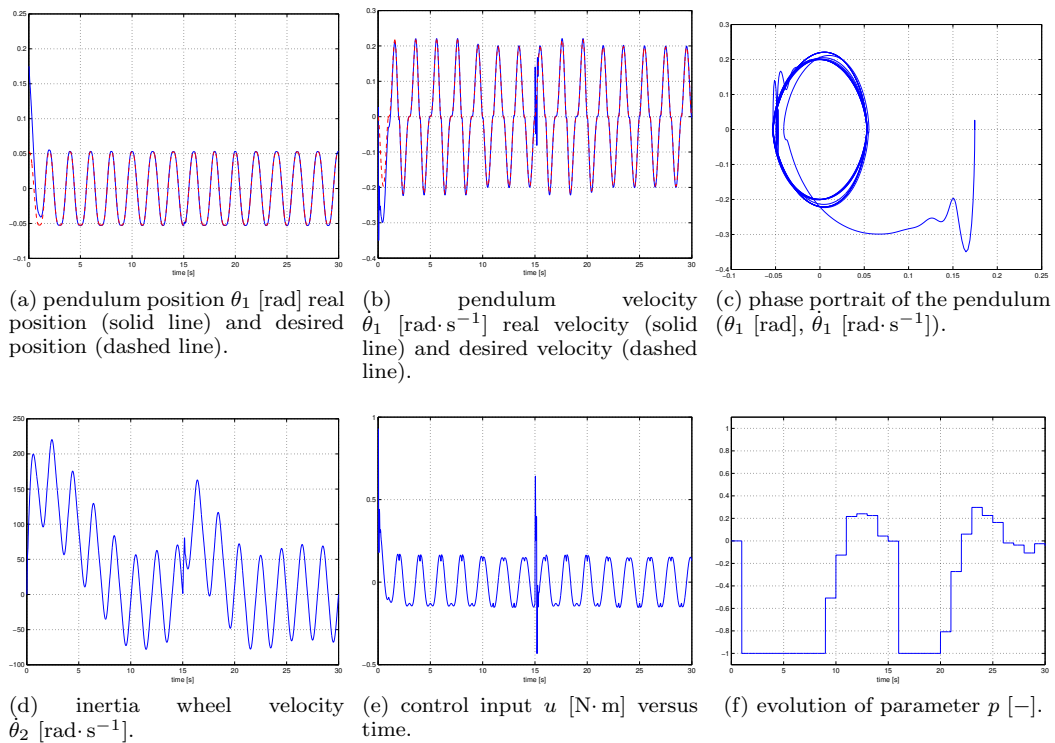 0.25
0.2
0.15
0.1
0.05
0
−0.05
−0.1
0 5 10 15 20 25 30
time [s]
(a) pendulum position θ1 [rad] real
position (solid line) and desired
position (dashed line).
0.3
0.2
0.1
0
−0.1
−0.2
−0.3
−0.4
0 5 10 15 20 25 30
time [s]
(b) pendulum velocity
θ̇1 [rad· s−1] real velocity (solid
line) and desired velocity (dashed
line).
0.3
0.2
0.1
0
−0.1
−0.2
−0.3
−0.4
−0.1 −0.05 0 0.05 0.1 0.15 0.2 0.25
(c) phase portrait of the pendulum
(θ1 [rad], θ̇1 [rad· s−1]).
250
200
150
100
50
0
−50
−100
0 5 10 15 20 25 30
time [s]
(d) inertia wheel velocity
θ̇2 [rad· s−1].
1
0.5
0
−0.5
0 5 10 15 20 25 30
time [s]
(e) control input u [N· m] versus
time.
1
0.8
0.6
0.4
0.2
0
−0.2
−0.4
−0.6
−0.8
−1
0 5 10 15 20 25 30
time [s]
(f) evolution of parameter p [−].